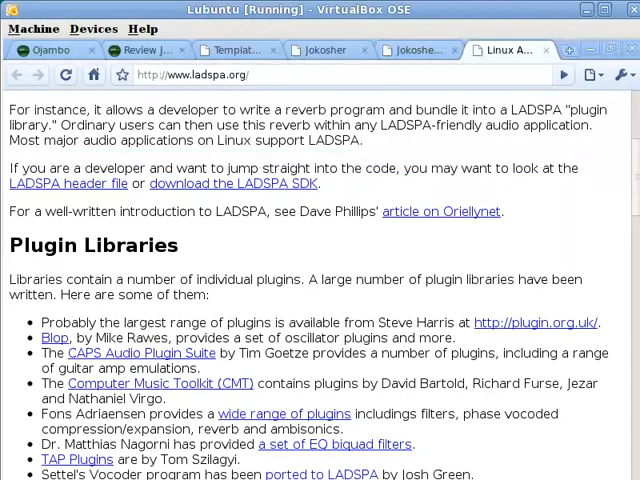 Lubuntu [Running] - VirtualBox OSE
Machine Devices Help
Ojambo Review J... Templat... Jokosher Jokoshe... Linux A...
http://www.ladspa.org/
For instance, it allows a developer to write a reverb program and bundle it into a LADSPA "plugin
library." Ordinary users can then use this reverb within any LADSPA-friendly audio application.
Most major audio applications on Linux support LADSPA.
If you are a developer and want to jump straight into the code, you may want to look at the
LADSPA header file or download the LADSPA SDK.
For a well-written introduction to LADSPA, see Dave Phillips' article on Oriellynet.
Plugin Libraries
Libraries contain a number of individual plugins. A large number of plugin libraries have been
written. Here are some of them:
• Probably the largest range of plugins is available from Steve Harris at http://plugin.org.uk/.
• Blop, by Mike Rawes, provides a set of oscillator plugins and more.
• The CAPS Audio Plugin Suite by Tim Goetze provides a number of plugins, including a range
of guitar amp emulations.
• The Computer Music Toolkit (CMT) contains plugins by David Bartold, Richard Furse, Jezar
and Nathaniel Virgo.
• Fons Adriaensen provides a wide range of plugins includings filters, phase vocoded
compression/expansion, reverb and ambisonics.
• Dr. Matthias Nagorni has provided a set of EQ biquad filters.
• TAP Plugins are by Tom Szilagyi.
• Settel's Vocoder program has been ported to LADSPA by Josh Green.